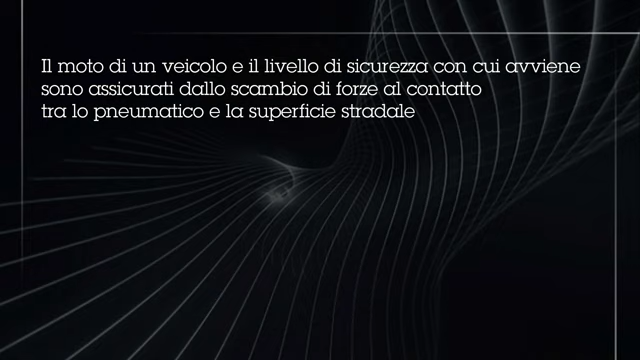 Il moto di un veicolo e il livello di sicurezza con cui avviene
sono assicurati dallo scambio di forze al contatto
tra lo pneumatico e la superficie stradale